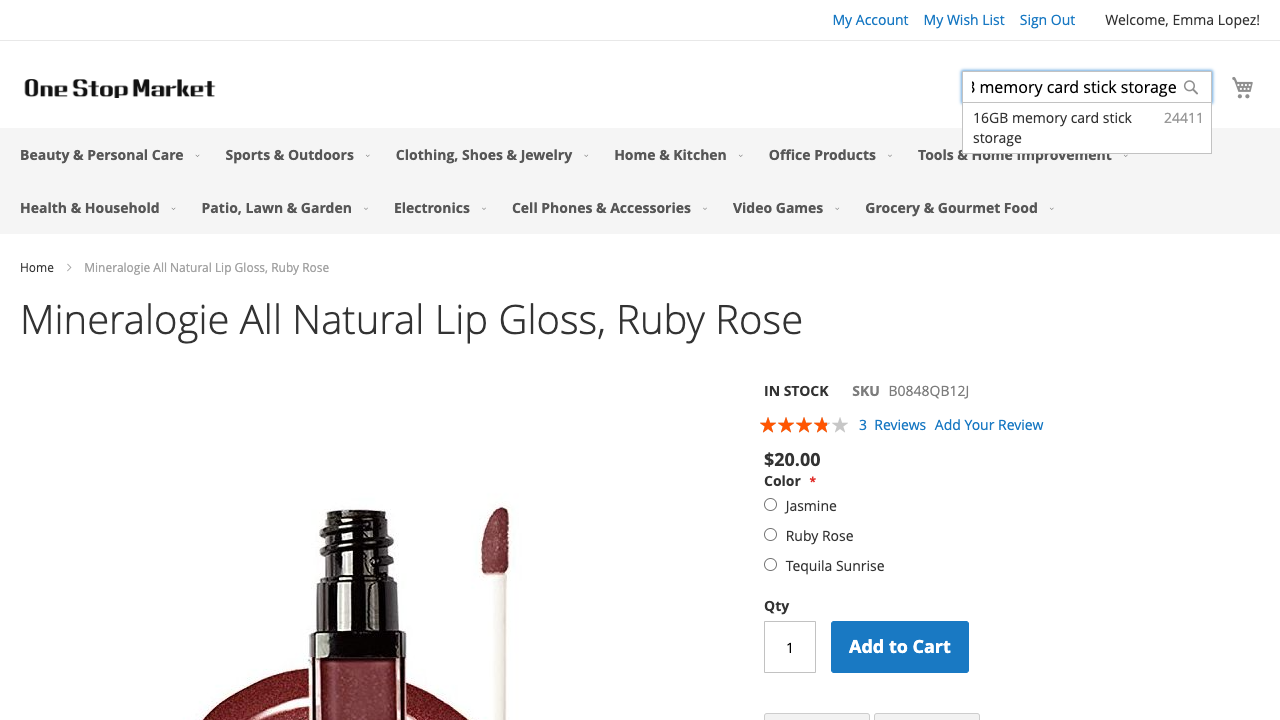 My Account My Wish List Sign Out Welcome, Emma Lopez!
One Stop Market
memory card stick storage
16GB memory card stick storage 24411
Beauty & Personal Care Sports & Outdoors Clothing, Shoes & Jewelry Home & Kitchen Office Products Tools & Home Improvement
Health & Household Patio, Lawn & Garden Electronics Cell Phones & Accessories Video Games Grocery & Gourmet Food
Home Mineralogie All Natural Lip Gloss, Ruby Rose
Mineralogie All Natural Lip Gloss, Ruby Rose
IN STOCK SKU B0848QB12J
3 Reviews Add Your Review
$20.00
Color *
Jasmine
Ruby Rose
Tequila Sunrise
Qty
1 Add to Cart